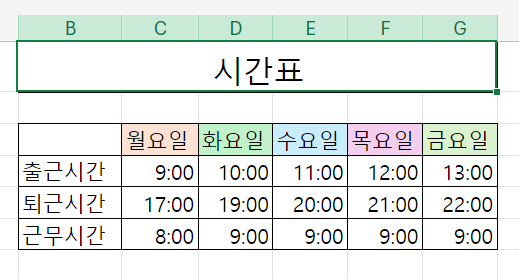 B C D E F G
시간표
월요일 화요일 수요일 목요일 금요일
출근시간 9:00 10:00 11:00 12:00 13:00
퇴근시간 17:00 19:00 20:00 21:00 22:00
근무시간 8:00 9:00 9:00 9:00 9:00